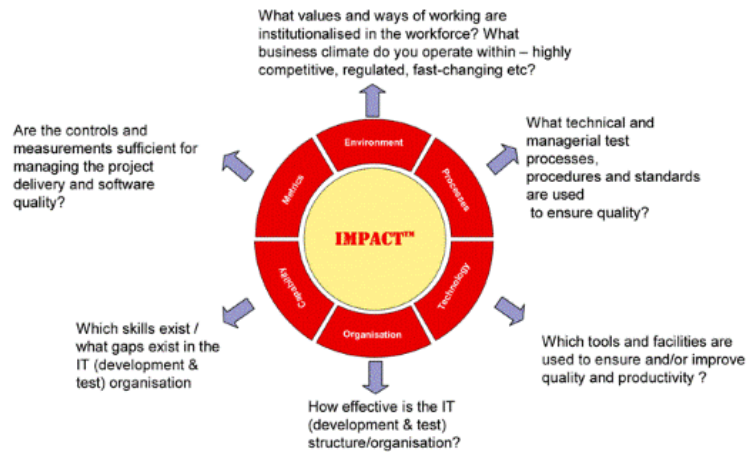 What values and ways of working are
institutionalised in the workforce? What
business climate do you operate within – highly
competitive, regulated, fast-changing etc?
Are the controls and
measurements sufficient for
managing the project
delivery and software
quality?
What technical and
managerial test
processes,
procedures and standards
are used
to ensure quality?
Environment
Metrics
Processes
IMPACT™
Capability
Technology
Organisation
Which skills exist /
what gaps exist in the
IT (development &
test) organisation
Which tools and facilities are
used to ensure and/or improve
quality and productivity ?
How effective is the IT
(development & test)
structure/organisation?